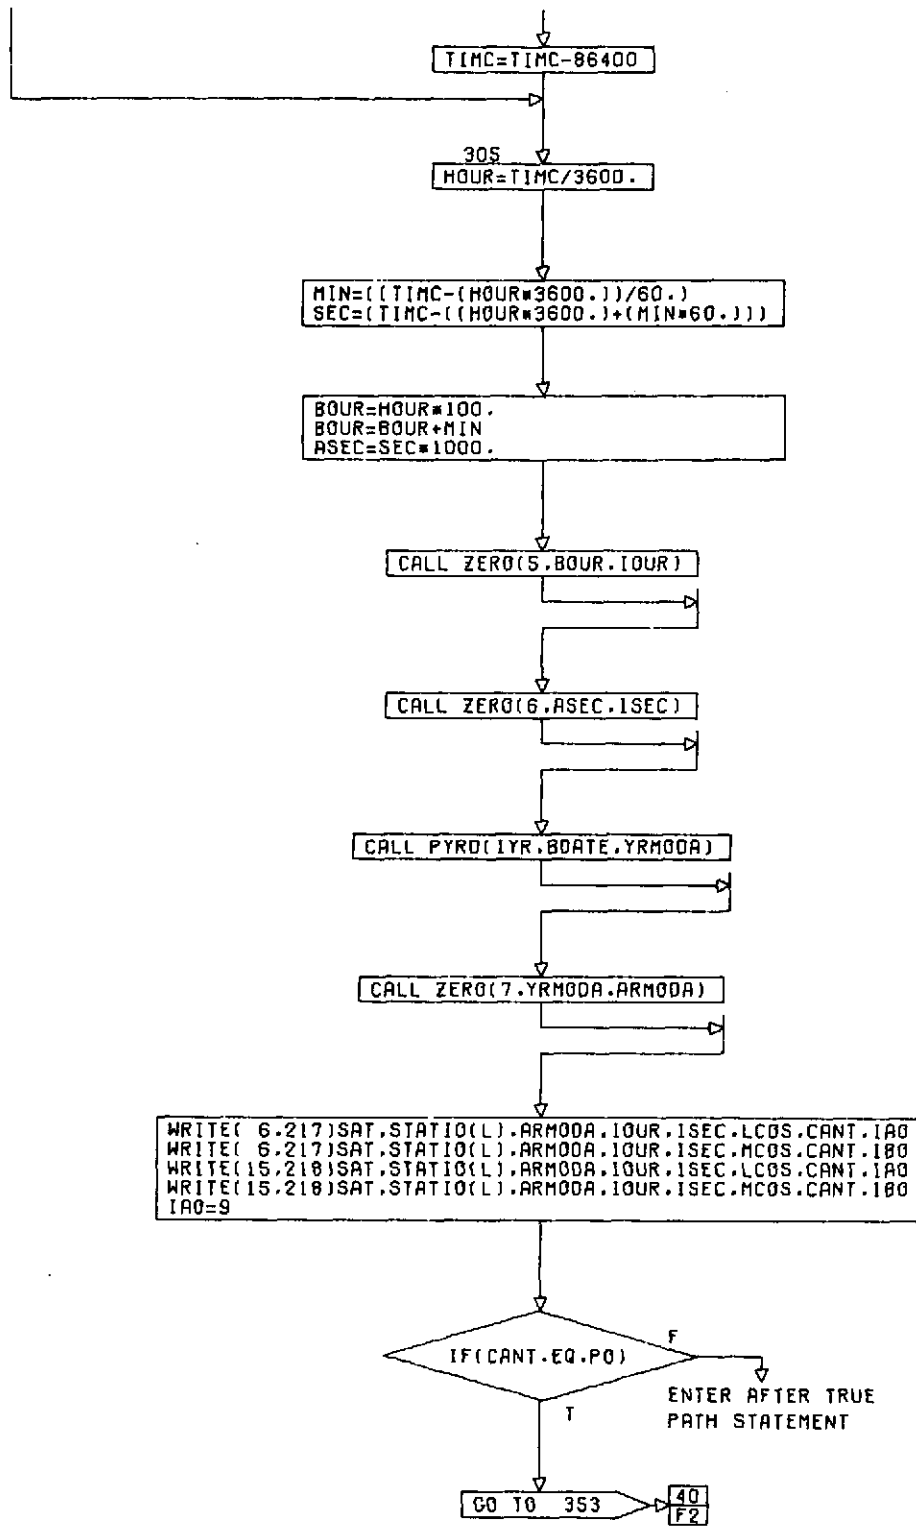 TIMC=TIMC-86400
305
HOUR=TIMC/3600.
MIN=((TIMC-(HOUR*3600.))/60.)
SEC=(TIMC-((HOUR*3600.)+(MIN*60.)))
BOUR=HOUR*100.
BOUR=BOUR+MIN
ASEC=SEC*1000.
CALL ZERO(5,BOUR,IOUR)
CALL ZERO(6,ASEC,ISEC)
CALL PYRD(IYR,BDATE,YRMODA)
CALL ZERO(7,YRMODA,ARMODA)
WRITE( 6,217)SAT,STATIO(L),ARMODA,IOUR,ISEC,LCOS,CANT,IAO
WRITE( 6,217)SAT,STATIO(L),ARMODA,IOUR,ISEC,MCOS,CANT,IBO
WRITE(15,218)SAT,STATIO(L),ARMODA,IOUR,ISEC,LCOS,CANT,IAO
WRITE(15,218)SAT,STATIO(L),ARMODA,IOUR,ISEC,MCOS,CANT,IBO
IAO=9
IF(CANT.EQ.PO)
F
ENTER AFTER TRUE
PATH STATEMENT
T
GO TO 353
40
F2